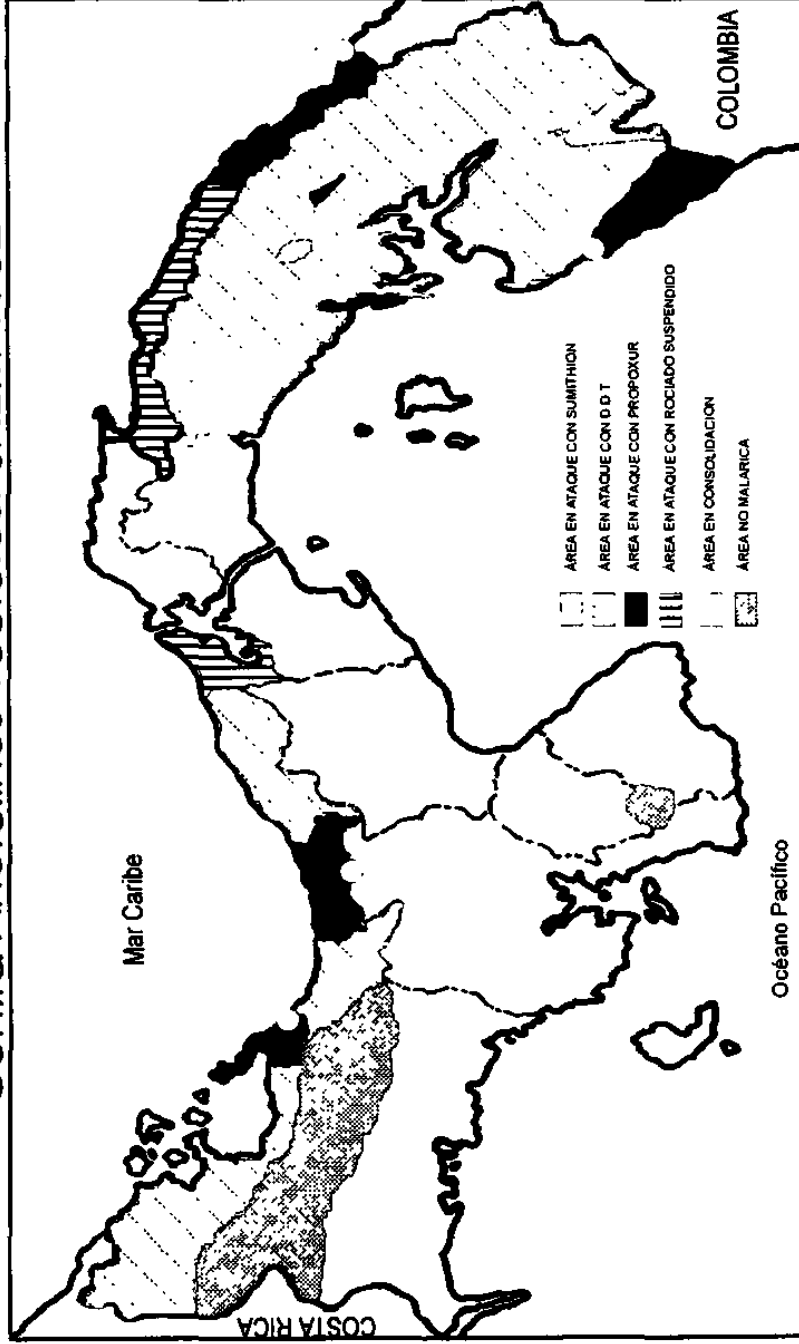 Mar Caribe
COSTA RICA
COLOMBIA
Océano Pacífico
ÁREA EN ATAQUE CON SUMITHION
ÁREA EN ATAQUE CON D D T
ÁREA EN ATAQUE CON PROPOXUR
ÁREA EN ATAQUE CON ROCIADO SUSPENDIDO
ÁREA EN CONSOLIDACION
ÁREA NO MALARICA